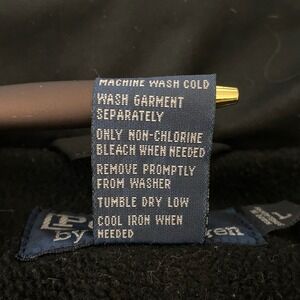 MACHINE WASH COLD
WASH GARMENT
SEPARATELY
ONLY NON-CHLORINE
BLEACH WHEN NEEDED
REMOVE PROMPTLY
FROM WASHER
TUMBLE DRY LOW
COOL IRON WHEN
NEEDED
by
L